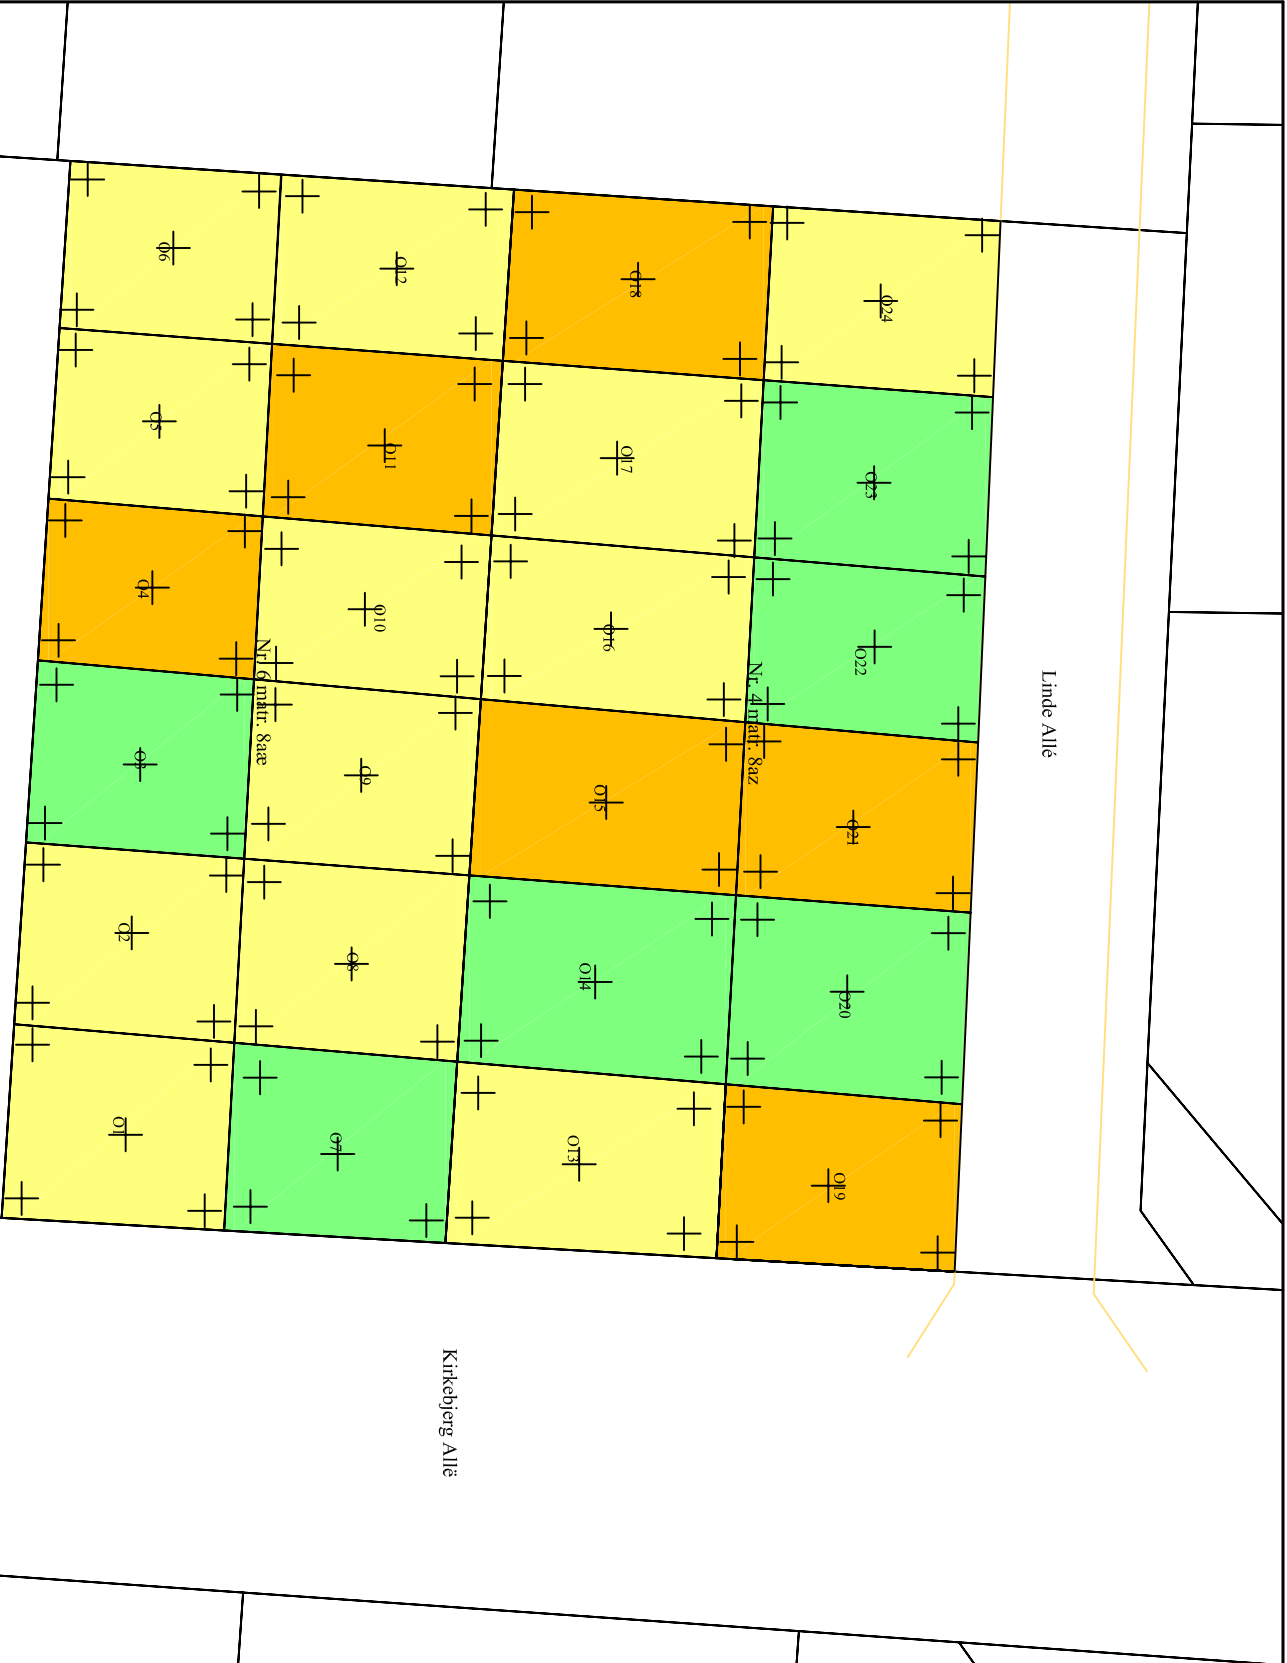 O6
O12
O18
O24
O5
O11
O17
O23
O4
O10
O16
O22
Nr. 6 matr. 8aæ
Nr. 4 matr. 8az
Linde Allé
O3
O9
O15
O21
O2
O8
O14
O20
O1
O7
O13
O19
Kirkebjerg Allë